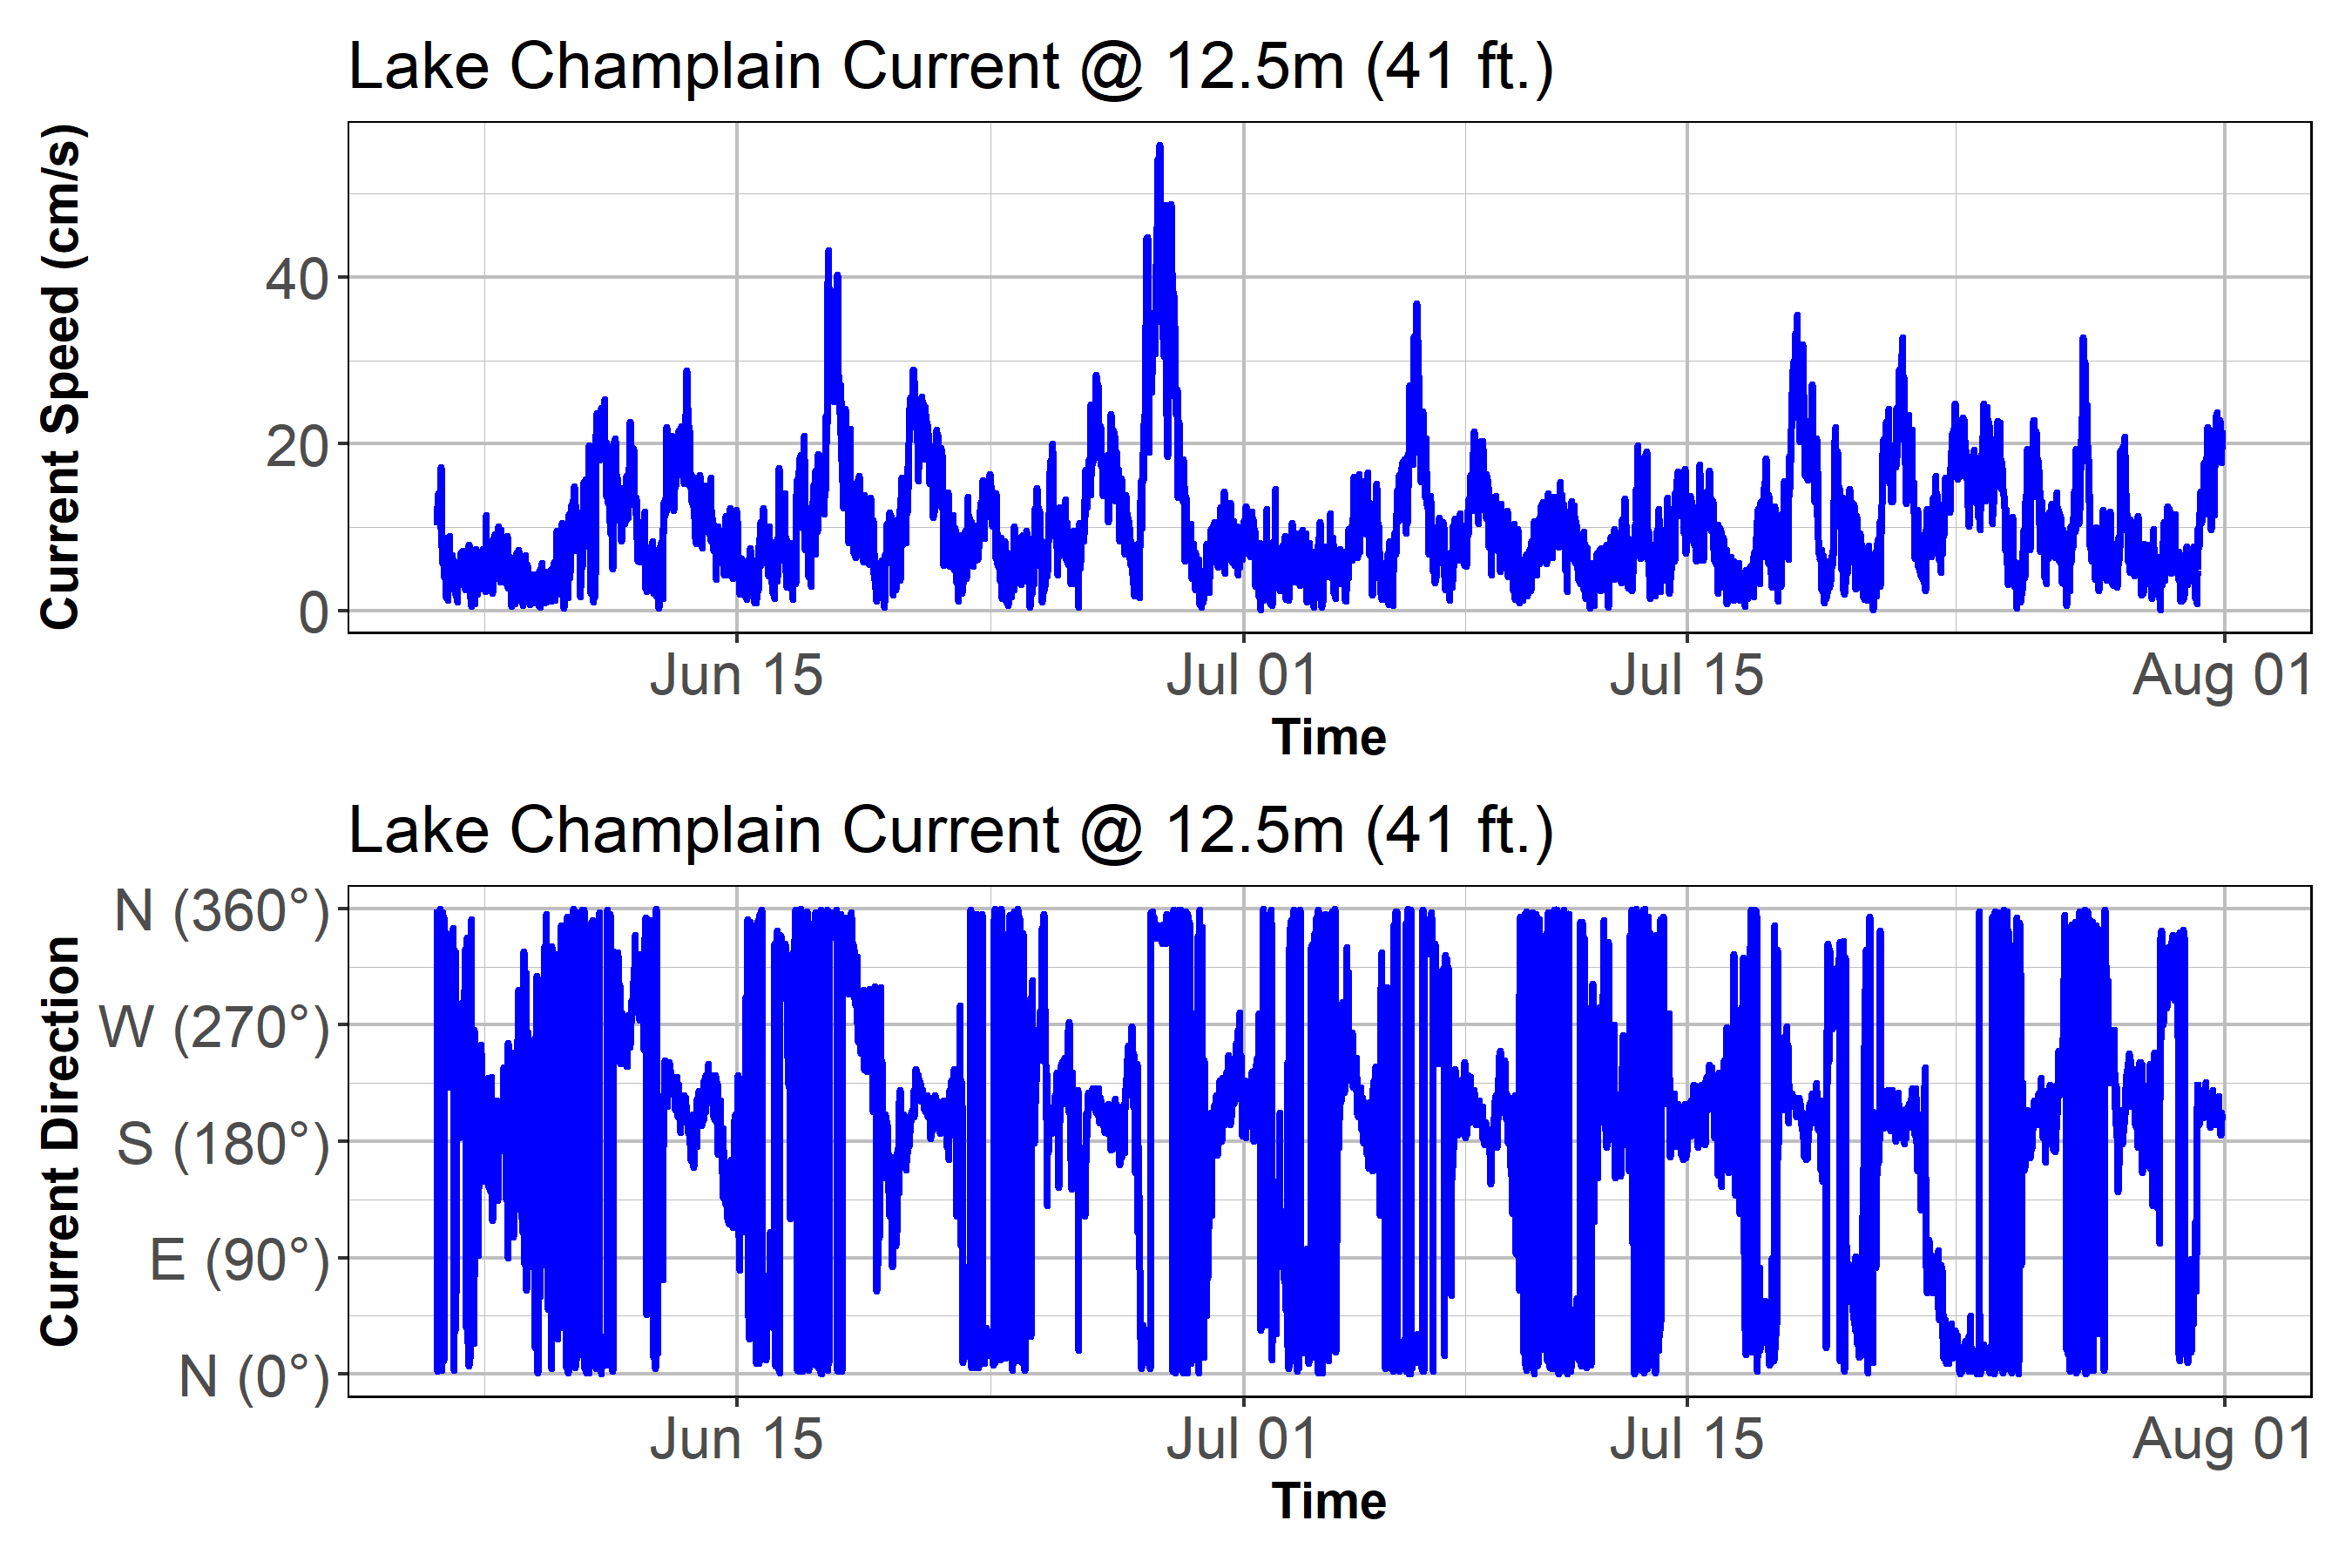 Lake Champlain Current @ 12.5m (41 ft.)
Current Speed (cm/s)
40
20
0
Jun 15 Jul 01 Jul 15 Aug 01
Time
Lake Champlain Current @ 12.5m (41 ft.)
Current Direction
N (360°)
W (270°)
S (180°)
E (90°)
N (0°)
Jun 15 Jul 01 Jul 15 Aug 01
Time